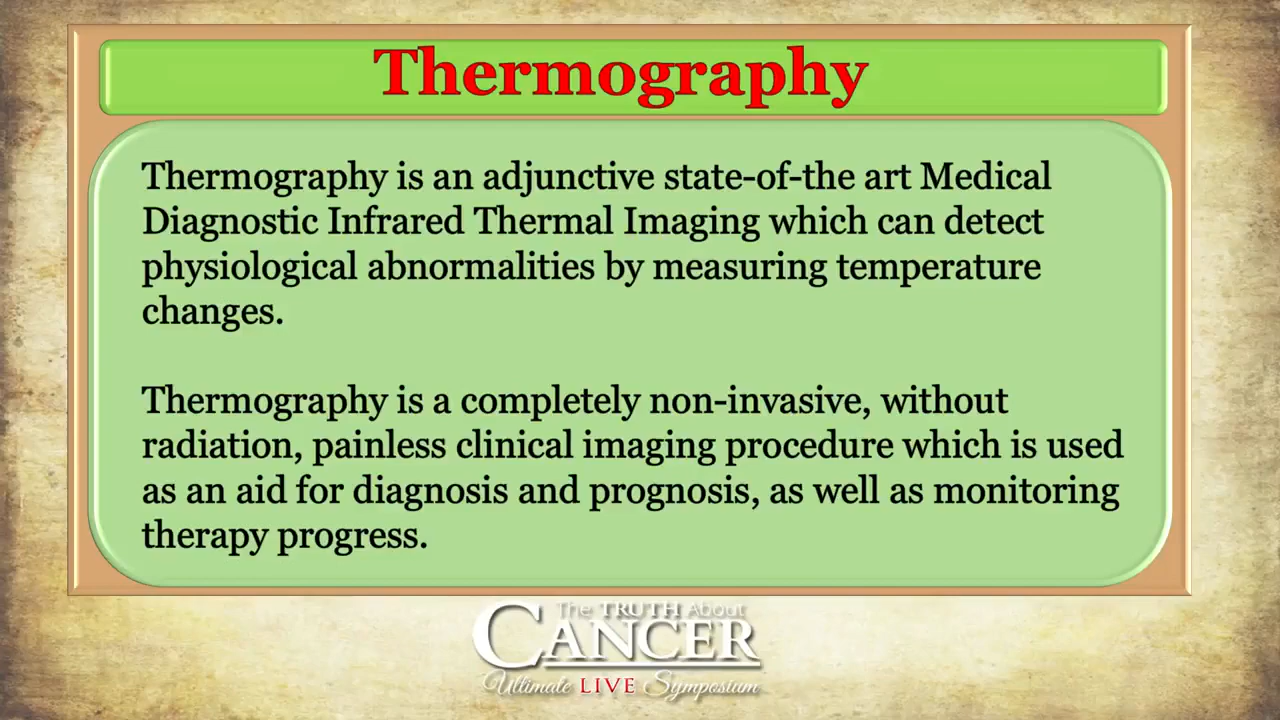 Thermography
Thermography is an adjunctive state-of-the art Medical
Diagnostic Infrared Thermal Imaging which can detect
physiological abnormalities by measuring temperature
changes.
Thermography is a completely non-invasive, without
radiation, painless clinical imaging procedure which is used
as an aid for diagnosis and prognosis, as well as monitoring
therapy progress.
The TRUTH About
CANCER
Ultimate LIVE Symposium